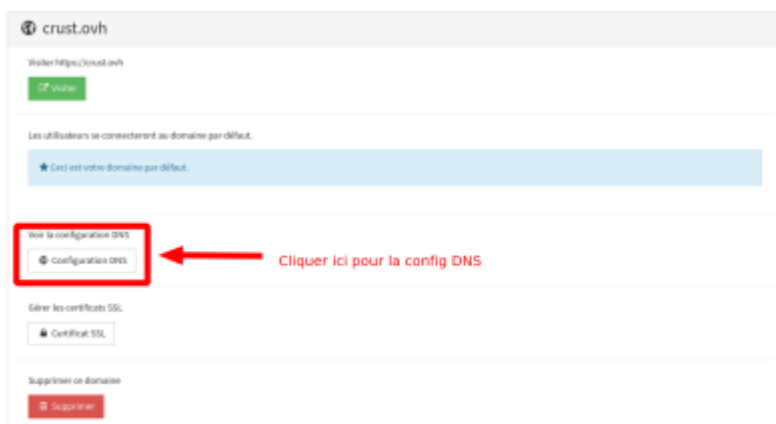 crust.ovh
Visiter https://crust.ovh
Visiter
Les utilisateurs se connecteront au domaine par défaut.
Ceci est votre domaine par défaut.
Voir la configuration DNS
Configuration DNS
Cliquer ici pour la config DNS
Gérer les certificats SSL.
Certificat SSL
Supprimer ce domaine
Supprimer